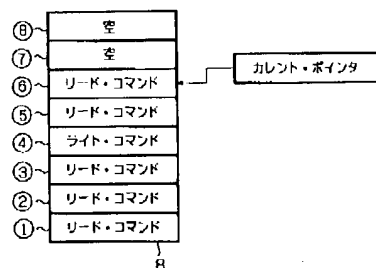 ⑧ 空
⑦ 空
⑥ リード・コマンド
カレント・ポインタ
⑤ リード・コマンド
④ ライト・コマンド
③ リード・コマンド
② リード・コマンド
① リード・コマンド
8